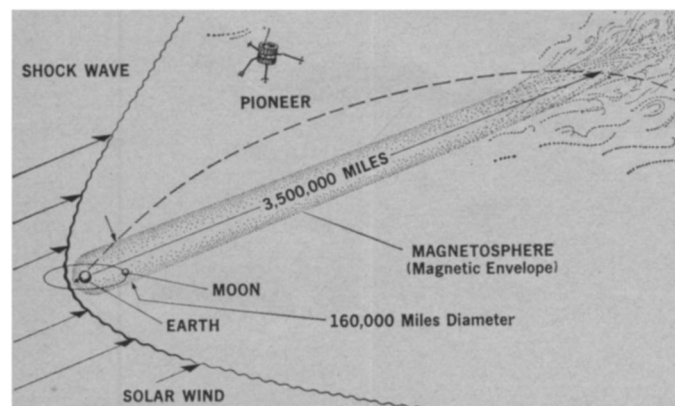 SHOCK WAVE
PIONEER
3,500,000 MILES
MAGNETOSPHERE
(Magnetic Envelope)
MOON
160,000 Miles Diameter
EARTH
SOLAR WIND